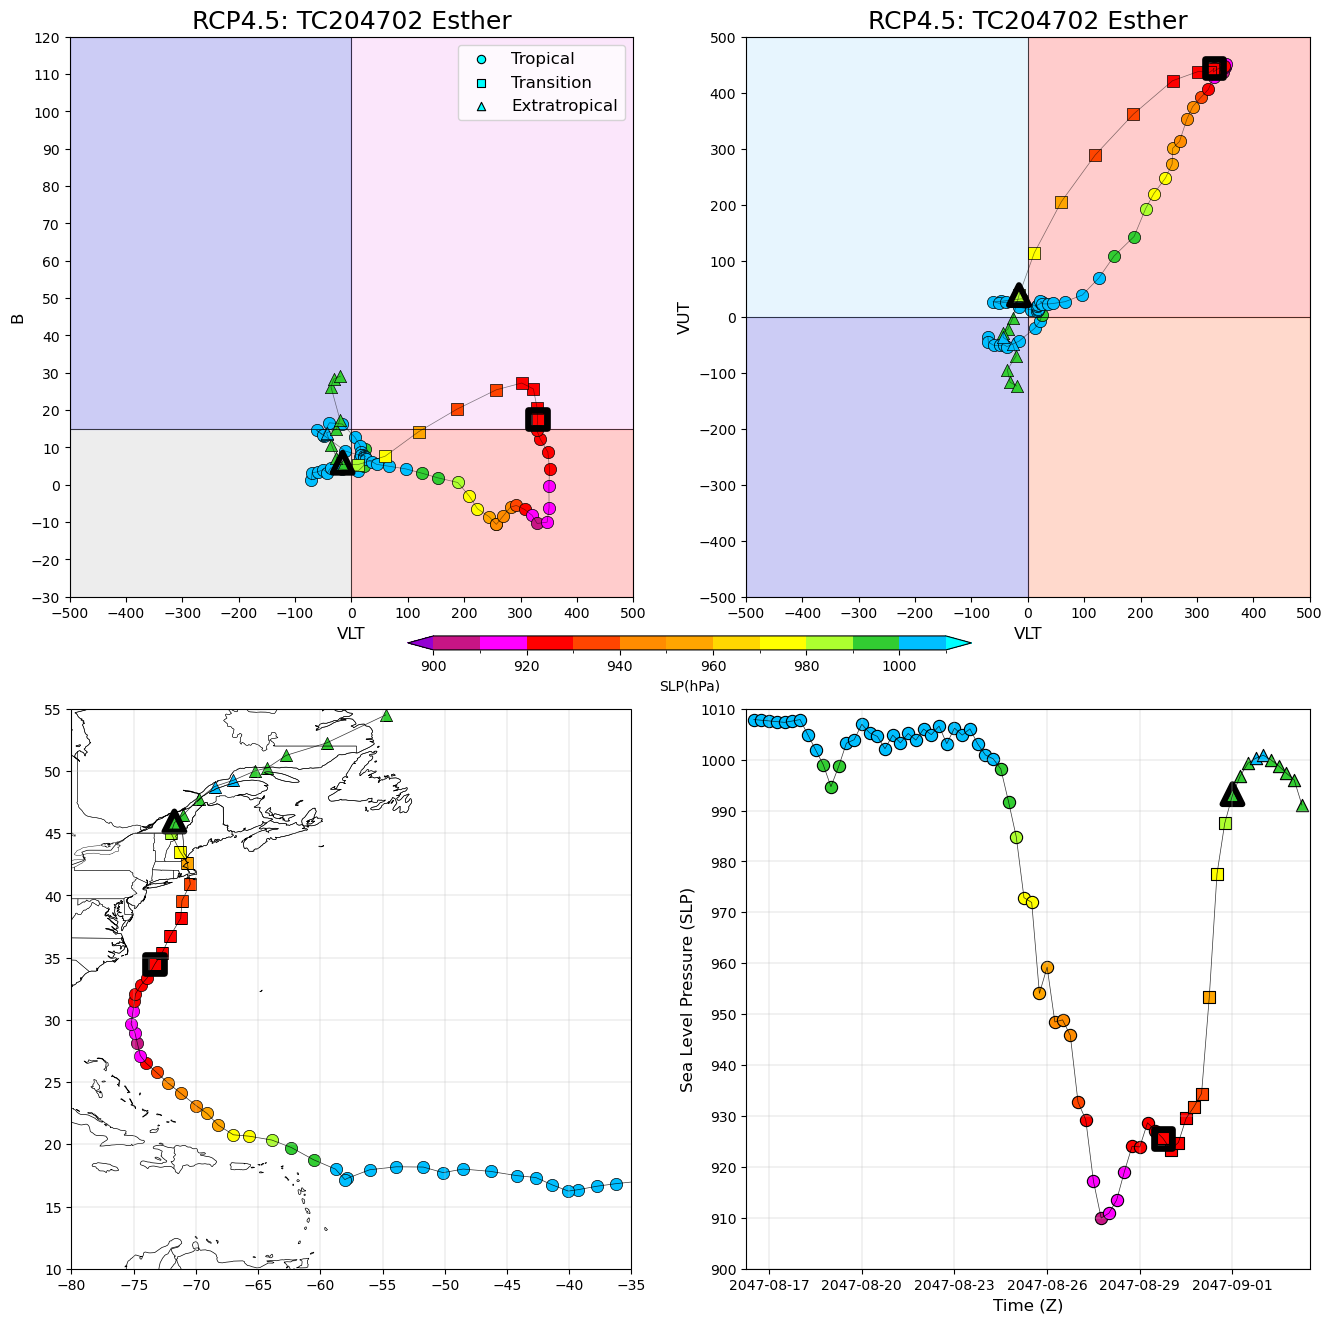 RCP4.5: TC204702 Esther
RCP4.5: TC204702 Esther
120
110
100
90
80
70
60
50
40
30
20
10
0
−10
−20
−30
B
Tropical
Transition
Extratropical
−500 −400 −300 −200 −100 0 100 200 300 400 500
VLT
500
400
300
200
100
0
−100
−200
−300
−400
−500
VUT
−500 −400 −300 −200 −100 0 100 200 300 400 500
VLT
900 920 940 960 980 1000
SLP(hPa)
55
50
45
40
35
30
25
20
15
10
−80 −75 −70 −65 −60 −55 −50 −45 −40 −35
1010
1000
990
980
970
960
950
940
930
920
910
900
Sea Level Pressure (SLP)
2047-08-17 2047-08-20 2047-08-23 2047-08-26 2047-08-29 2047-09-01
Time (Z)